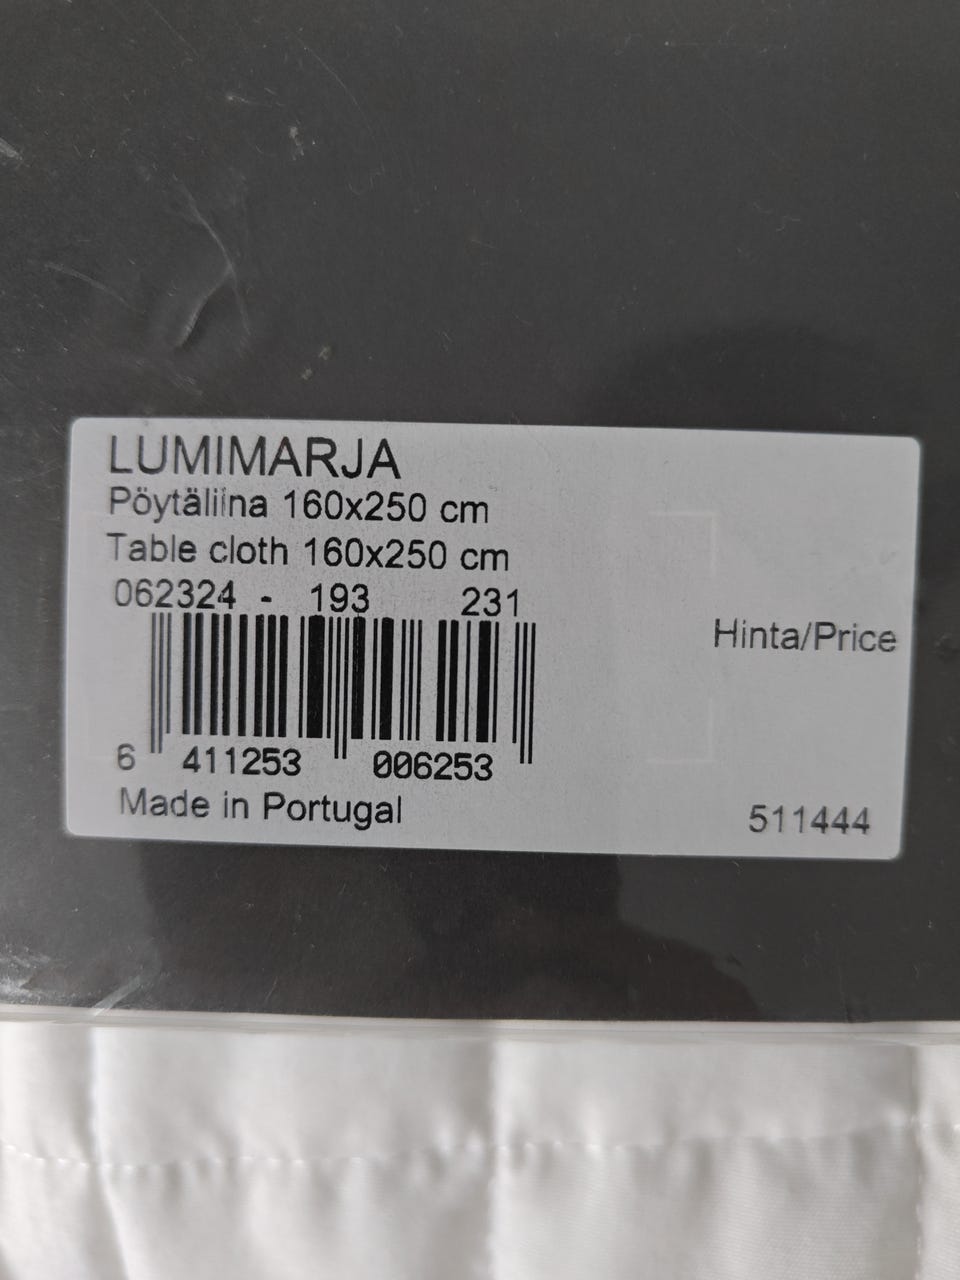 LUMIMARJA
Pöytäliina 160x250 cm
Table cloth 160x250 cm
062324 - 193 231
Hinta/Price
6 411253 006253
Made in Portugal
511444